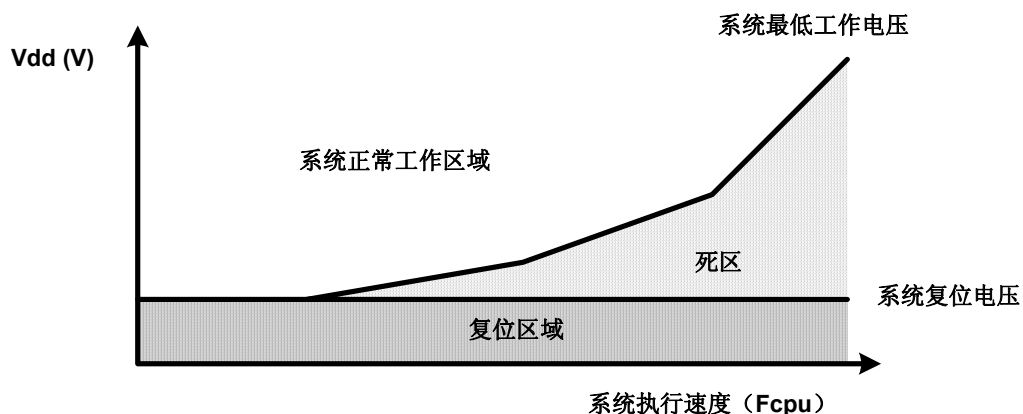 系统最低工作电压
Vdd (V)
系统正常工作区域
死区
系统复位电压
复位区域
系统执行速度（Fcpu）